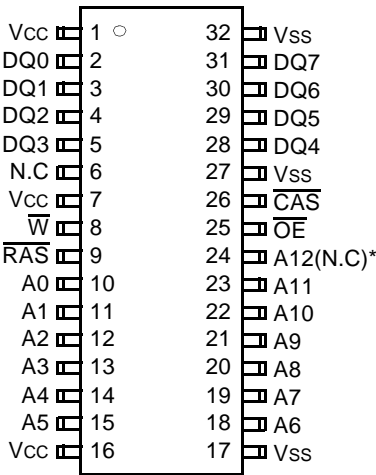 Vcc 1 32 Vss
DQ0 2 31 DQ7
DQ1 3 30 DQ6
DQ2 4 29 DQ5
DQ3 5 28 DQ4
N.C 6 27 Vss
Vcc 7 26 C̅A̅S̅
W̅ 8 25 O̅E̅
R̅A̅S̅ 9 24 A12(N.C)*
A0 10 23 A11
A1 11 22 A10
A2 12 21 A9
A3 13 20 A8
A4 14 19 A7
A5 15 18 A6
Vcc 16 17 Vss